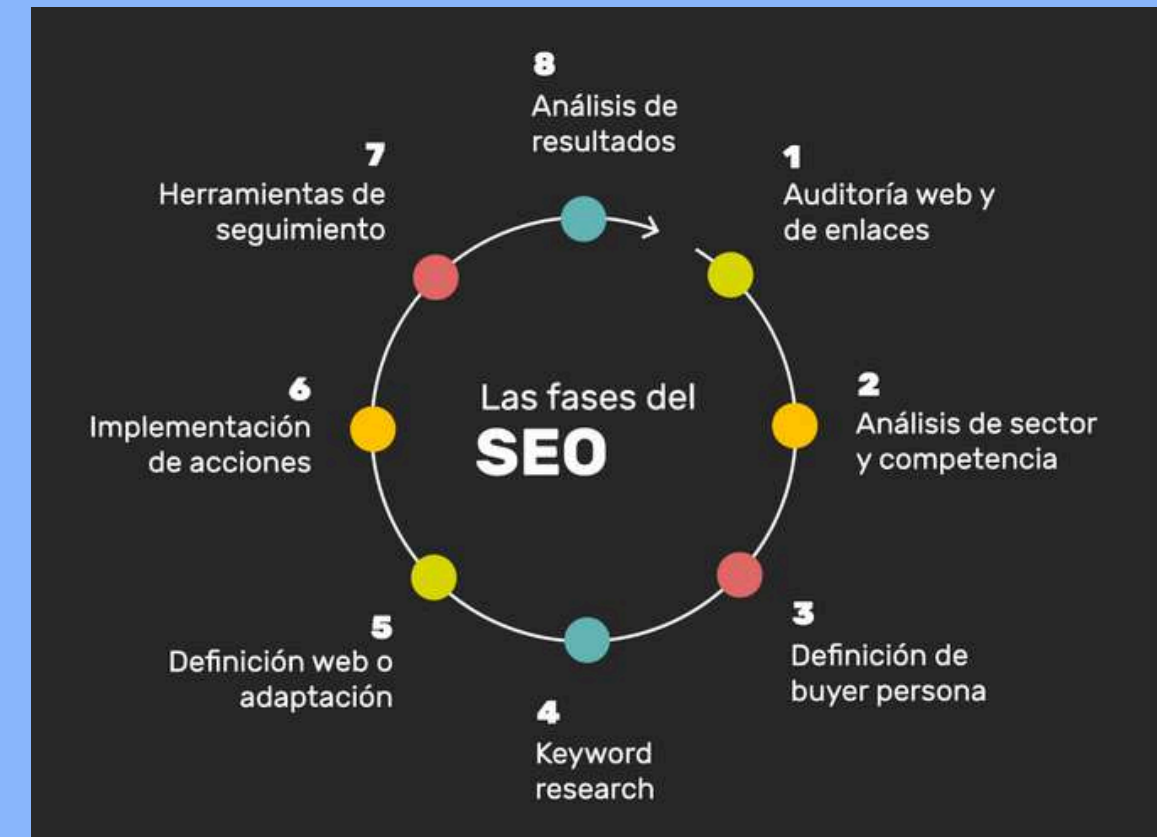 Las fases del
SEO
1
Auditoría web y
de enlaces
2
Análisis de sector
y competencia
3
Definición de
buyer persona
4
Keyword
research
5
Definición web o
adaptación
6
Implementación
de acciones
7
Herramientas de
seguimiento
8
Análisis de
resultados